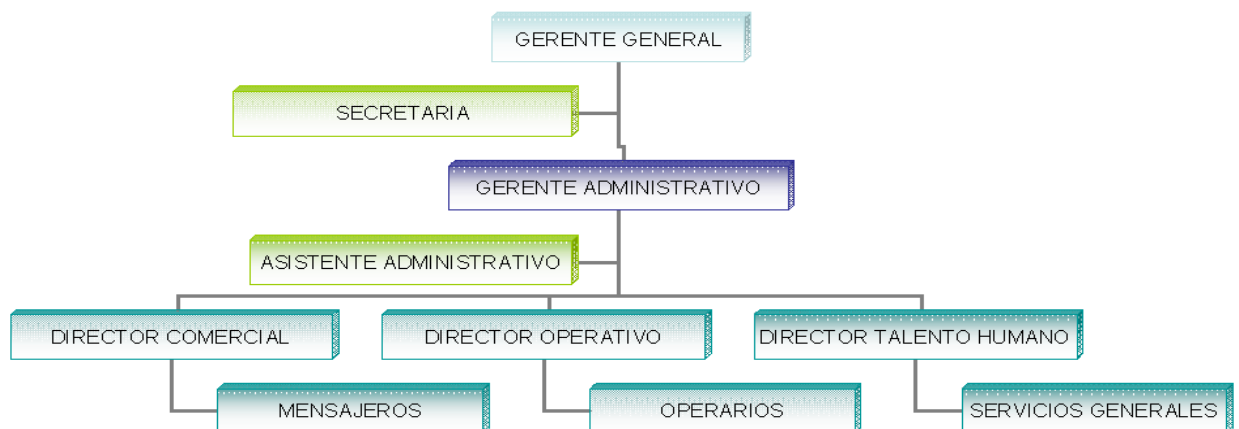 GERENTE GENERAL
SECRETARIA
GERENTE ADMINISTRATIVO
ASISTENTE ADMINISTRATIVO
DIRECTOR COMERCIAL
DIRECTOR OPERATIVO
DIRECTOR TALENTO HUMANO
MENSAJEROS
OPERARIOS
SERVICIOS GENERALES